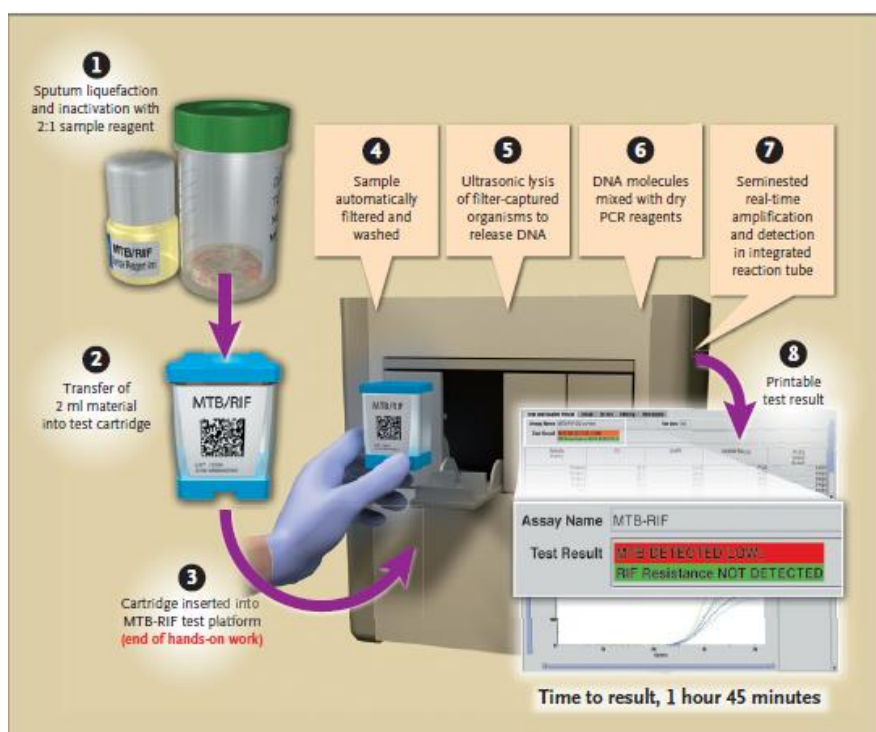 1
Sputum liquefaction
and inactivation with
2:1 sample reagent
MTB/RIF
4
Sample
automatically
filtered and
washed
5
Ultrasonic lysis
of filter-captured
organisms to
release DNA
6
DNA molecules
mixed with dry
PCR reagents
7
Seminested
real-time
amplification
and detection
in integrated
reaction tube
2
Transfer of
2 ml material
into test cartridge
MTB/RIF
MTB/RIF
3
Cartridge inserted into
MTB-RIF test platform
(end of hands-on work)
8
Printable
test result
Assay Name
Test Result
Assay Name MTB-RIF
Test Result MTB DETECTED LOW
RIF Resistance NOT DETECTED
Time to result, 1 hour 45 minutes